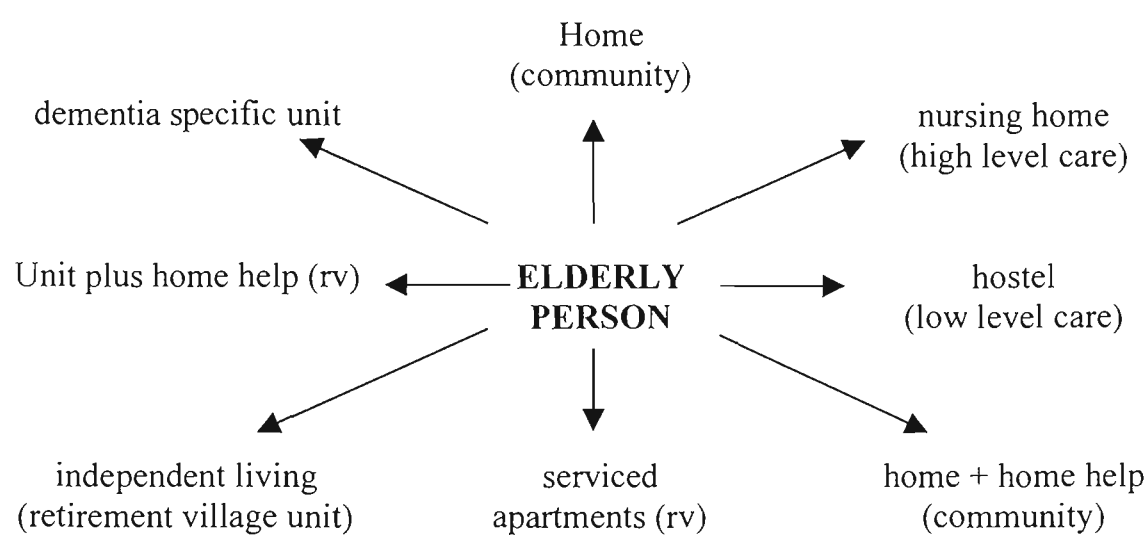 Home
(community)
dementia specific unit
nursing home
(high level care)
Unit plus home help (rv)
ELDERLY
PERSON
hostel
(low level care)
independent living
(retirement village unit)
serviced
apartments (rv)
home + home help
(community)